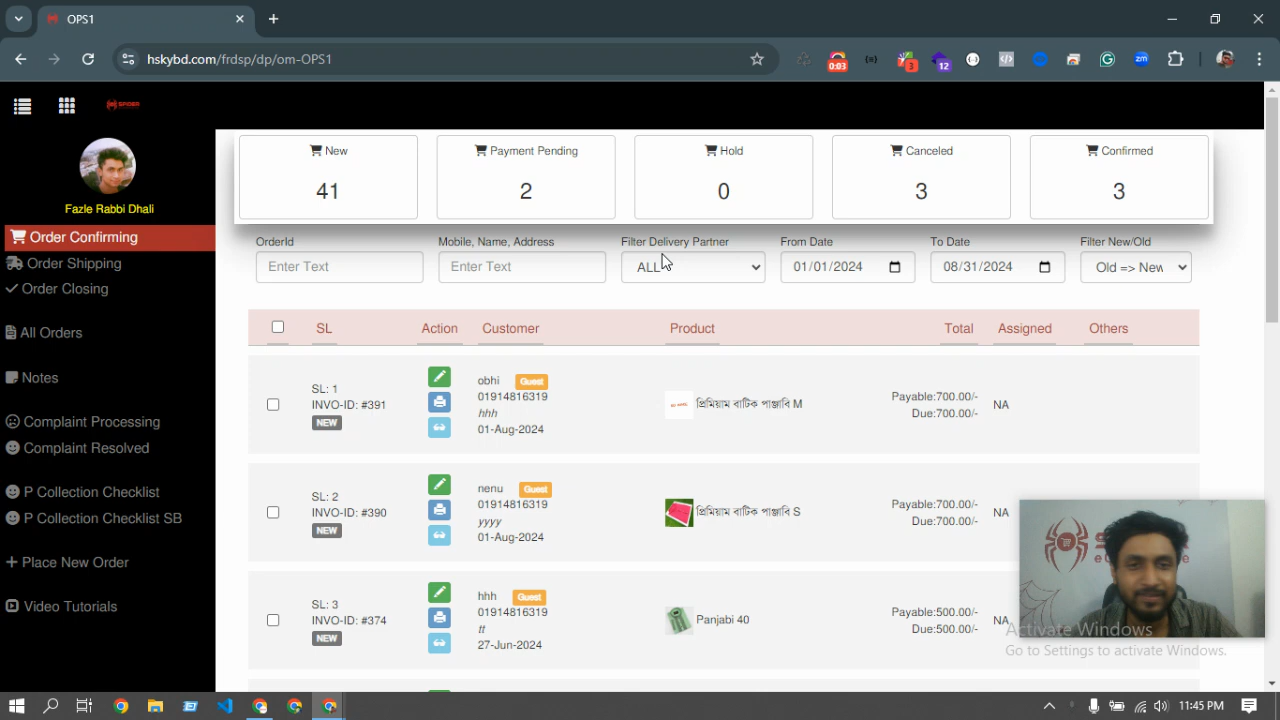 OPS1
hskybd.com/frdsp/dp/om-OPS1
0:03
3
12
zm
SPIDER
Fazle Rabbi Dhali
Order Confirming
Order Shipping
Order Closing
All Orders
Notes
Complaint Processing
Complaint Resolved
P Collection Checklist
P Collection Checklist SB
Place New Order
Video Tutorials
New
41
Payment Pending
2
Hold
0
Canceled
3
Confirmed
3
OrderId
Enter Text
Mobile, Name, Address
Enter Text
Filter Delivery Partner
ALL
From Date
01/01/2024
To Date
08/31/2024
Filter New/Old
Old => New
SL Action Customer Product Total Assigned Others
SL: 1
INVO-ID: #391
NEW
obhi Guest
01914816319
hhh
01-Aug-2024
প্রিমিয়াম বাটিক পাঞ্জাবি M
Payable:700.00/-
Due:700.00/-
NA
SL: 2
INVO-ID: #390
NEW
nenu Guest
01914816319
yyyy
01-Aug-2024
প্রিমিয়াম বাটিক পাঞ্জাবি S
Payable:700.00/-
Due:700.00/-
NA
SL: 3
INVO-ID: #374
NEW
hhh Guest
01914816319
tt
27-Jun-2024
Panjabi 40
Payable:500.00/-
Due:500.00/-
NA
Activate Windows
Go to Settings to activate Windows.
11:45 PM